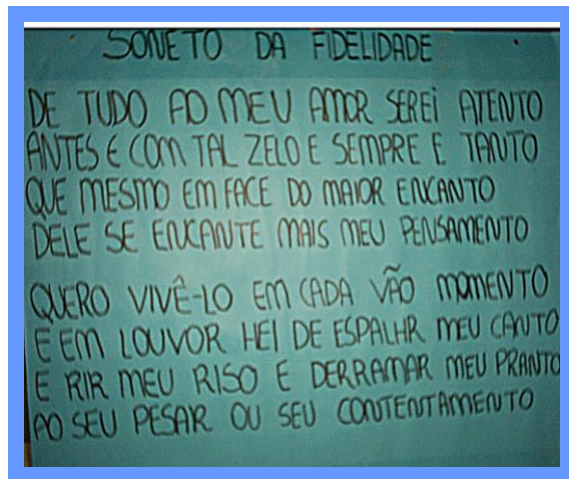 SONETO DA FIDELIDADE
DE TUDO AO MEU AMOR SEREI ATENTO
ANTES E COM TAL ZELO E SEMPRE E TANTO
QUE MESMO EM FACE DO MAIOR ENCANTO
DELE SE ENCANTE MAIS MEU PENSAMENTO
QUERO VIVÊ-LO EM CADA VÃO MOMENTO
E EM LOUVOR HEI DE ESPALHR MEU CANTO
E RIR MEU RISO E DERRAMAR MEU PRANTO
AO SEU PESAR OU SEU CONTENTAMENTO